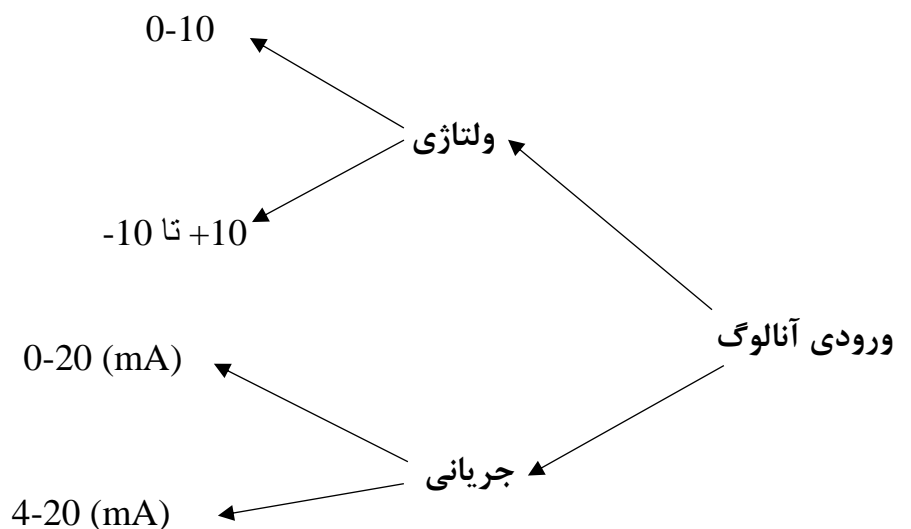 0-10
ولتاژی
-10 تا +10
ورودی آنالوگ
0-20 (mA)
جریانی
4-20 (mA)